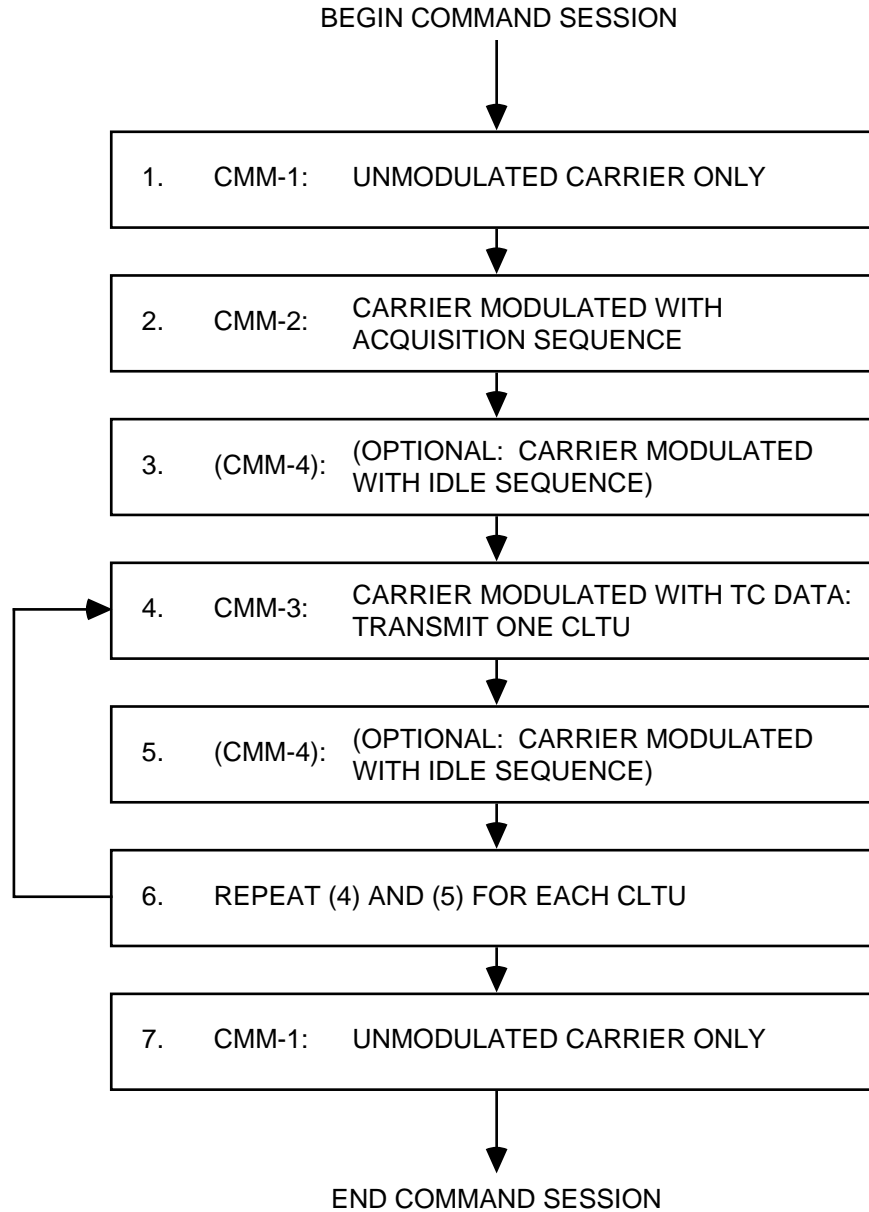 BEGIN COMMAND SESSION
1. CMM-1: UNMODULATED CARRIER ONLY
2. CMM-2: CARRIER MODULATED WITH
ACQUISITION SEQUENCE
3. (CMM-4): (OPTIONAL: CARRIER MODULATED
WITH IDLE SEQUENCE)
4. CMM-3: CARRIER MODULATED WITH TC DATA:
TRANSMIT ONE CLTU
5. (CMM-4): (OPTIONAL: CARRIER MODULATED
WITH IDLE SEQUENCE)
6. REPEAT (4) AND (5) FOR EACH CLTU
7. CMM-1: UNMODULATED CARRIER ONLY
END COMMAND SESSION